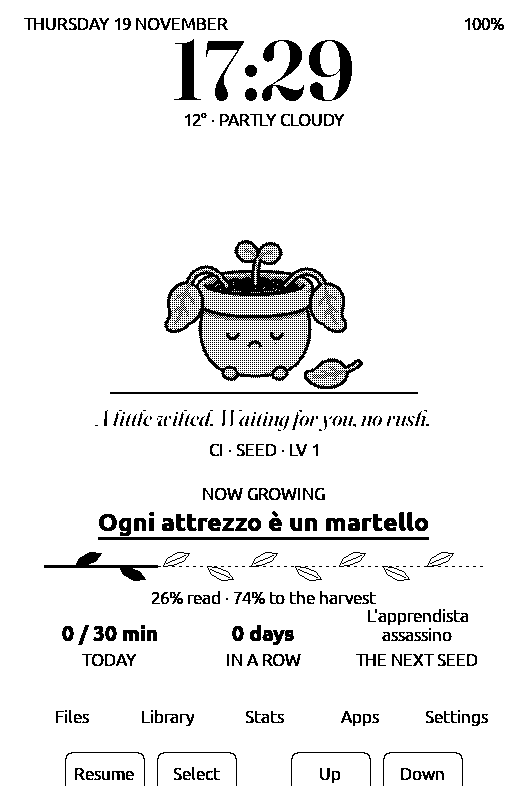 THURSDAY 19 NOVEMBER 100%
17:29
12° · PARTLY CLOUDY
A little wilted. Waiting for you, no rush.
CI · SEED · LV 1
NOW GROWING
Ogni attrezzo è un martello
26% read · 74% to the harvest
0 / 30 min
TODAY
0 days
IN A ROW
L'apprendista
assassino
THE NEXT SEED
Files Library Stats Apps Settings
Resume Select Up Down